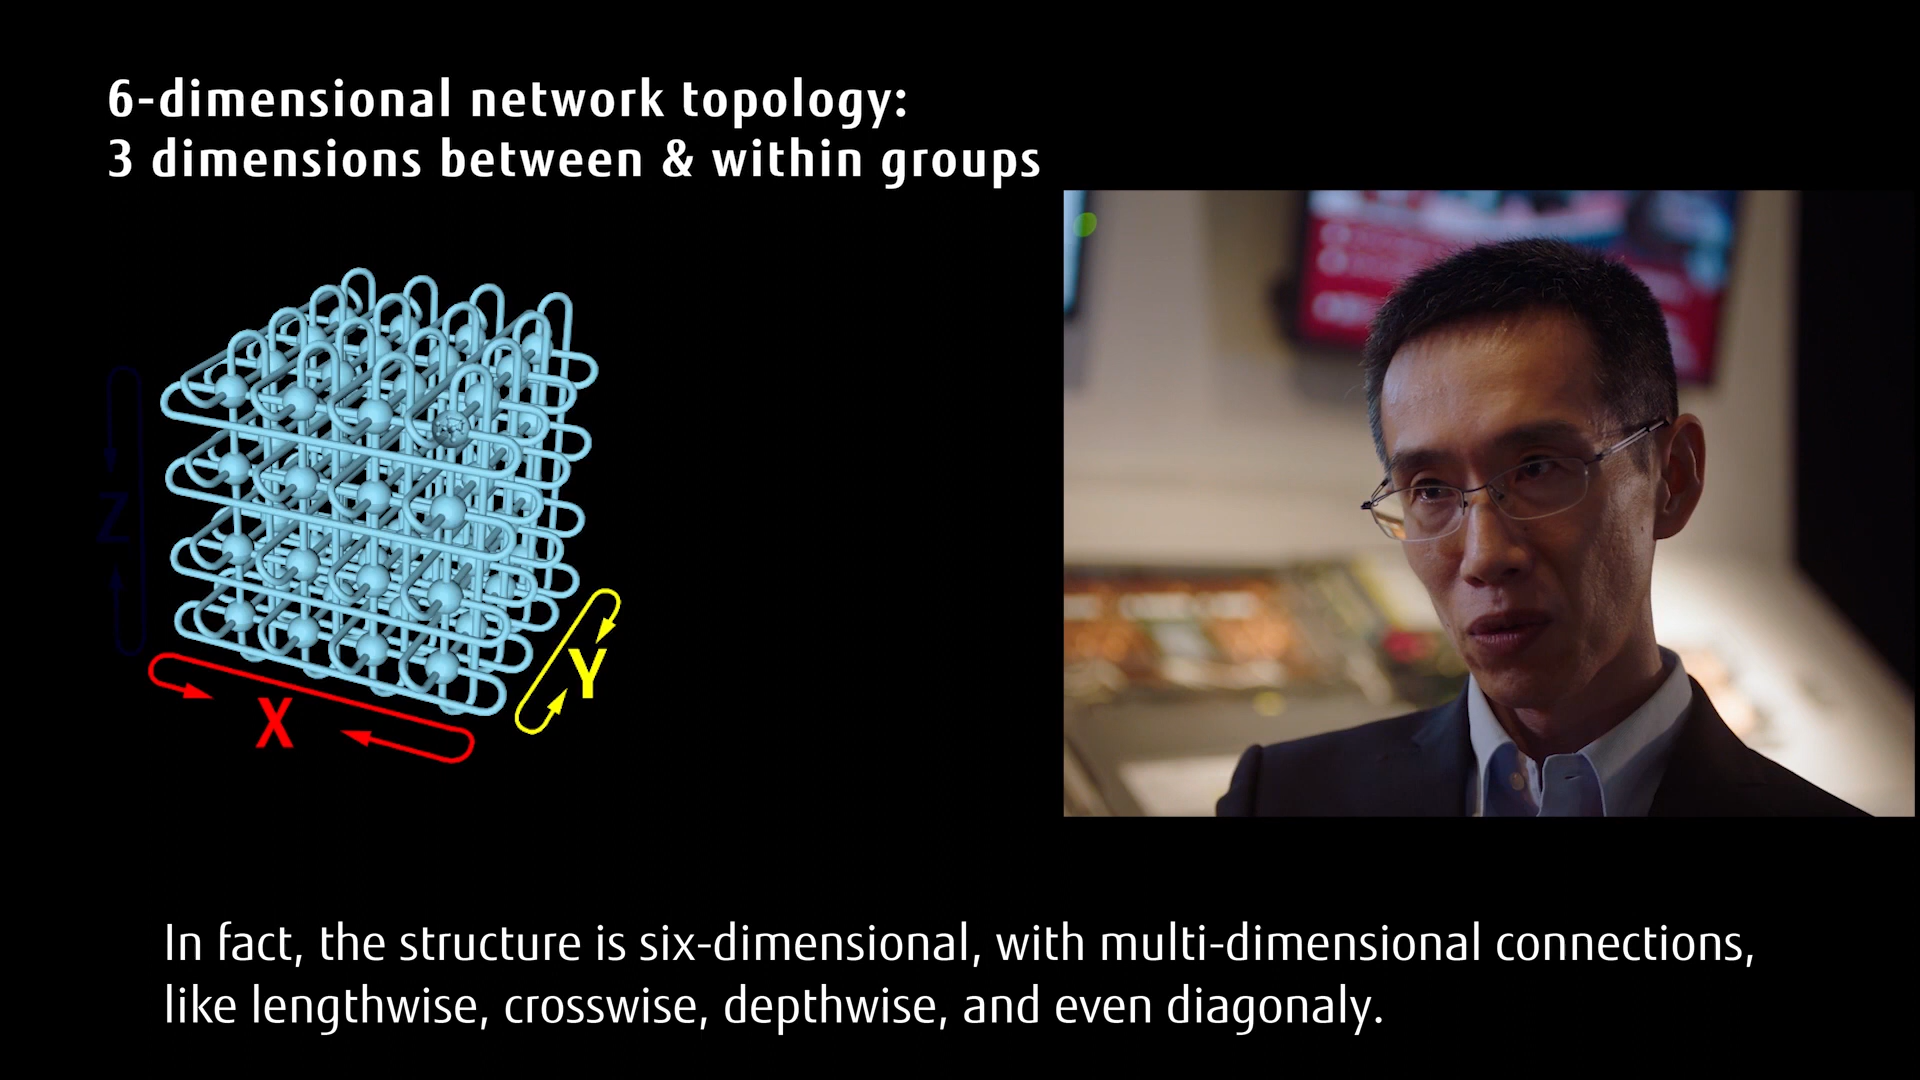 6-dimensional network topology:
3 dimensions between & within groups
Z
X
Y
In fact, the structure is six-dimensional, with multi-dimensional connections,
like lengthwise, crosswise, depthwise, and even diagonaly.